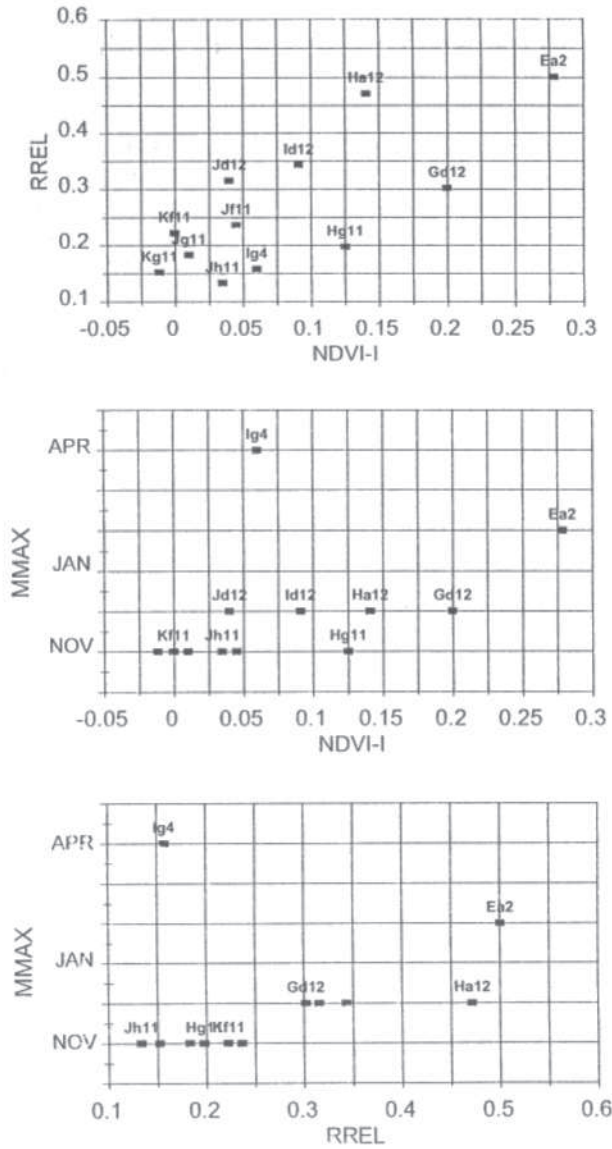 0.6
Ea2
Ha12
0.5
RREL
0.4
Id12
Jd12
Gd12
0.3
Kf11
Jf11
0.2
Kg11
Jg11
Hg11
Jh11
Ig4
0.1
-0.05 0 0.05 0.1 0.15 0.2 0.25 0.3
NDVI-I
APR
Ig4
Ea2
MMAX
JAN
Jd12 Id12 Ha12 Gd12
NOV
Kf11 Jh11 Hg11
-0.05 0 0.05 0.1 0.15 0.2 0.25 0.3
NDVI-I
Ig4
APR
Ea2
MMAX
JAN
Gd12 Ha12
Jh11 Hg1 Kf11
NOV
0.1 0.2 0.3 0.4 0.5 0.6
RREL